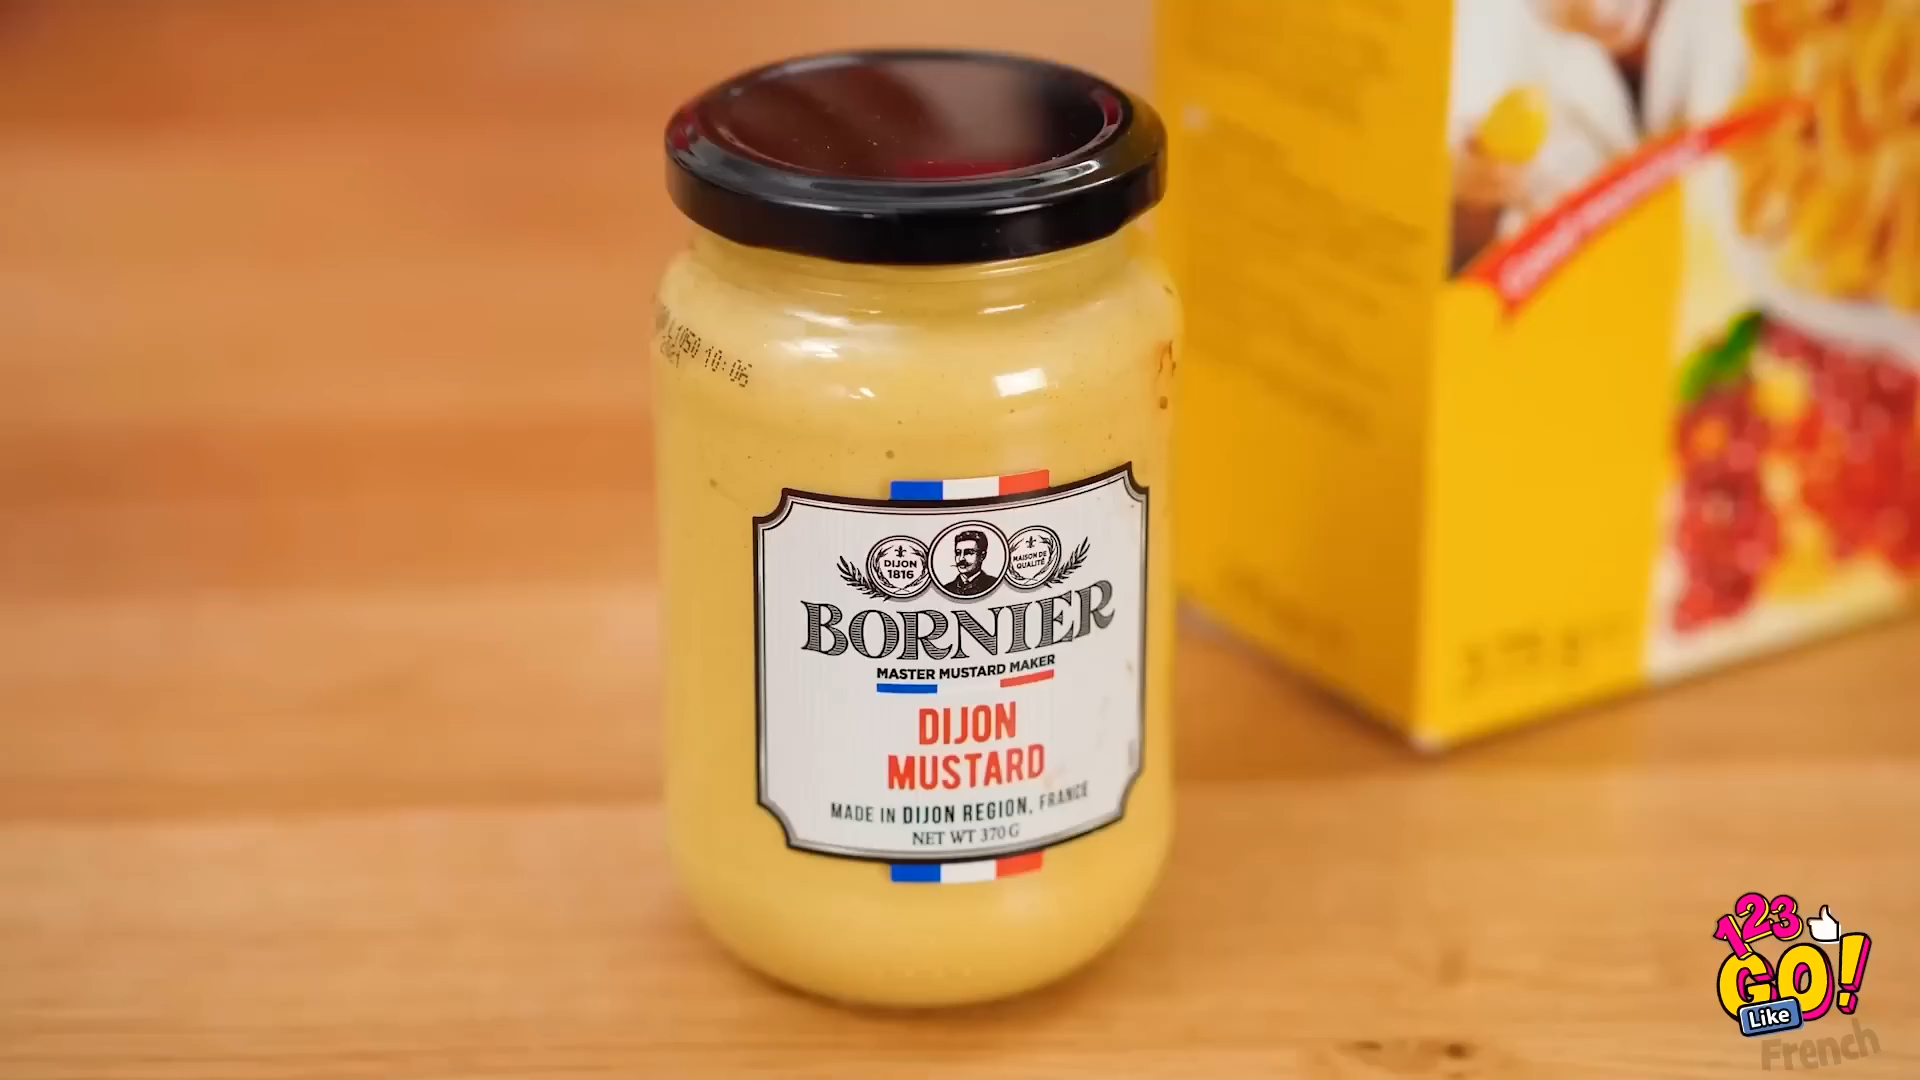 L1050 10:06
DIJON
1816
MAISON DE
QUALITÉ
BORNIER
MASTER MUSTARD MAKER
DIJON
MUSTARD
MADE IN DIJON REGION, FRANCE
NET WT 370 G
123
GO!
Like
French